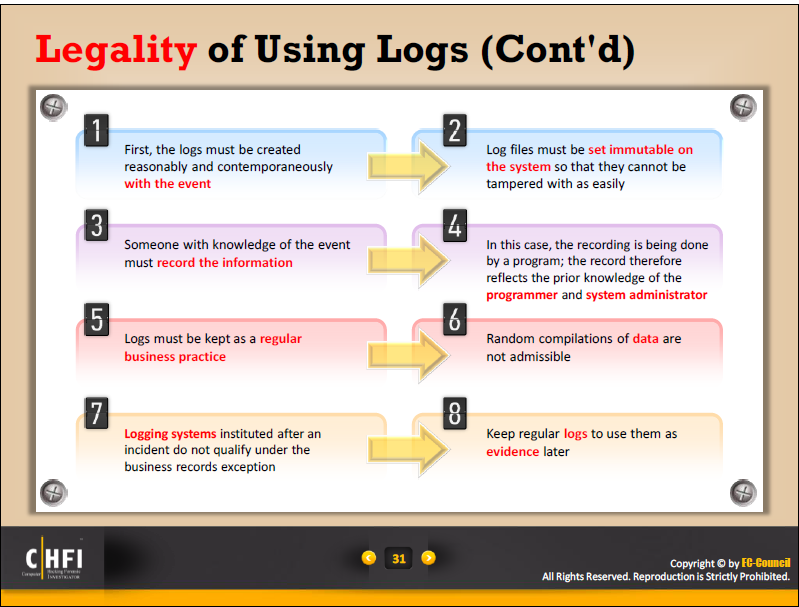 Legality of Using Logs (Cont'd)
1
First, the logs must be created
reasonably and contemporaneously
with the event
2
Log files must be set immutable on
the system so that they cannot be
tampered with as easily
3
Someone with knowledge of the event
must record the information
4
In this case, the recording is being done
by a program; the record therefore
reflects the prior knowledge of the
programmer and system administrator
5
Logs must be kept as a regular
business practice
6
Random compilations of data are
not admissible
7
Logging systems instituted after an
incident do not qualify under the
business records exception
8
Keep regular logs to use them as
evidence later
CHFI
Computer Hacking Forensic
INVESTIGATOR
31
Copyright © by EC-Council
All Rights Reserved. Reproduction is Strictly Prohibited.